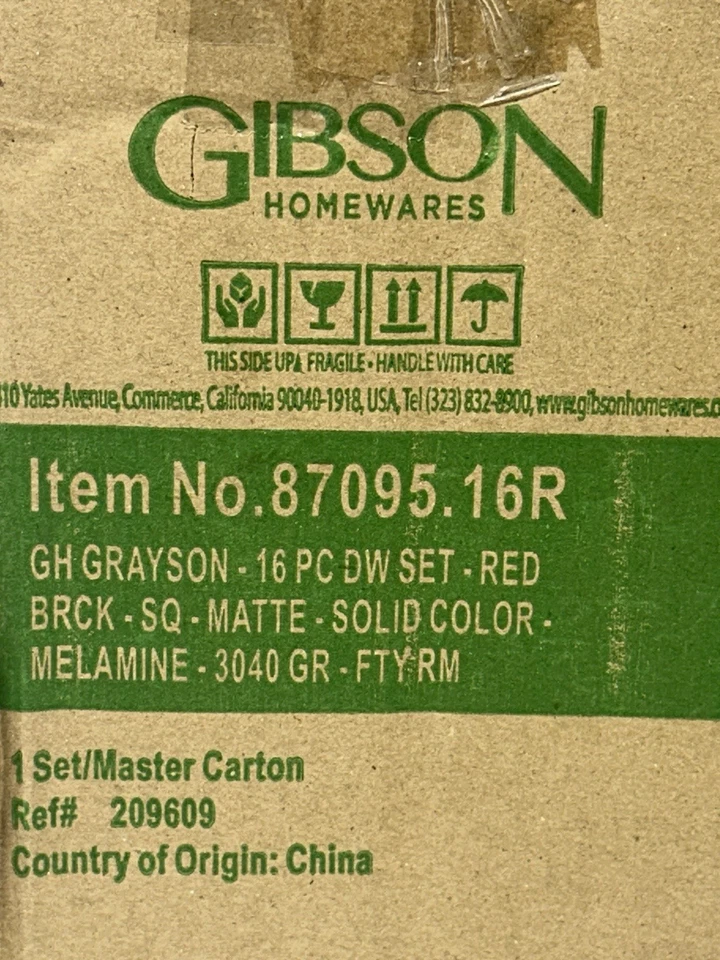 GIBSON
HOMEWARES
THIS SIDE UP & FRAGILE • HANDLE WITH CARE
Yates Avenue, Commerce, California 90040-1918, USA, Tel (323) 832-8900,
Item No.87095.16R
GH GRAYSON - 16 PC DW SET - RED
BRCK - SQ - MATTE - SOLID COLOR -
MELAMINE - 3040 GR - FTY RM
1 Set/Master Carton
Ref# 209609
Country of Origin: China